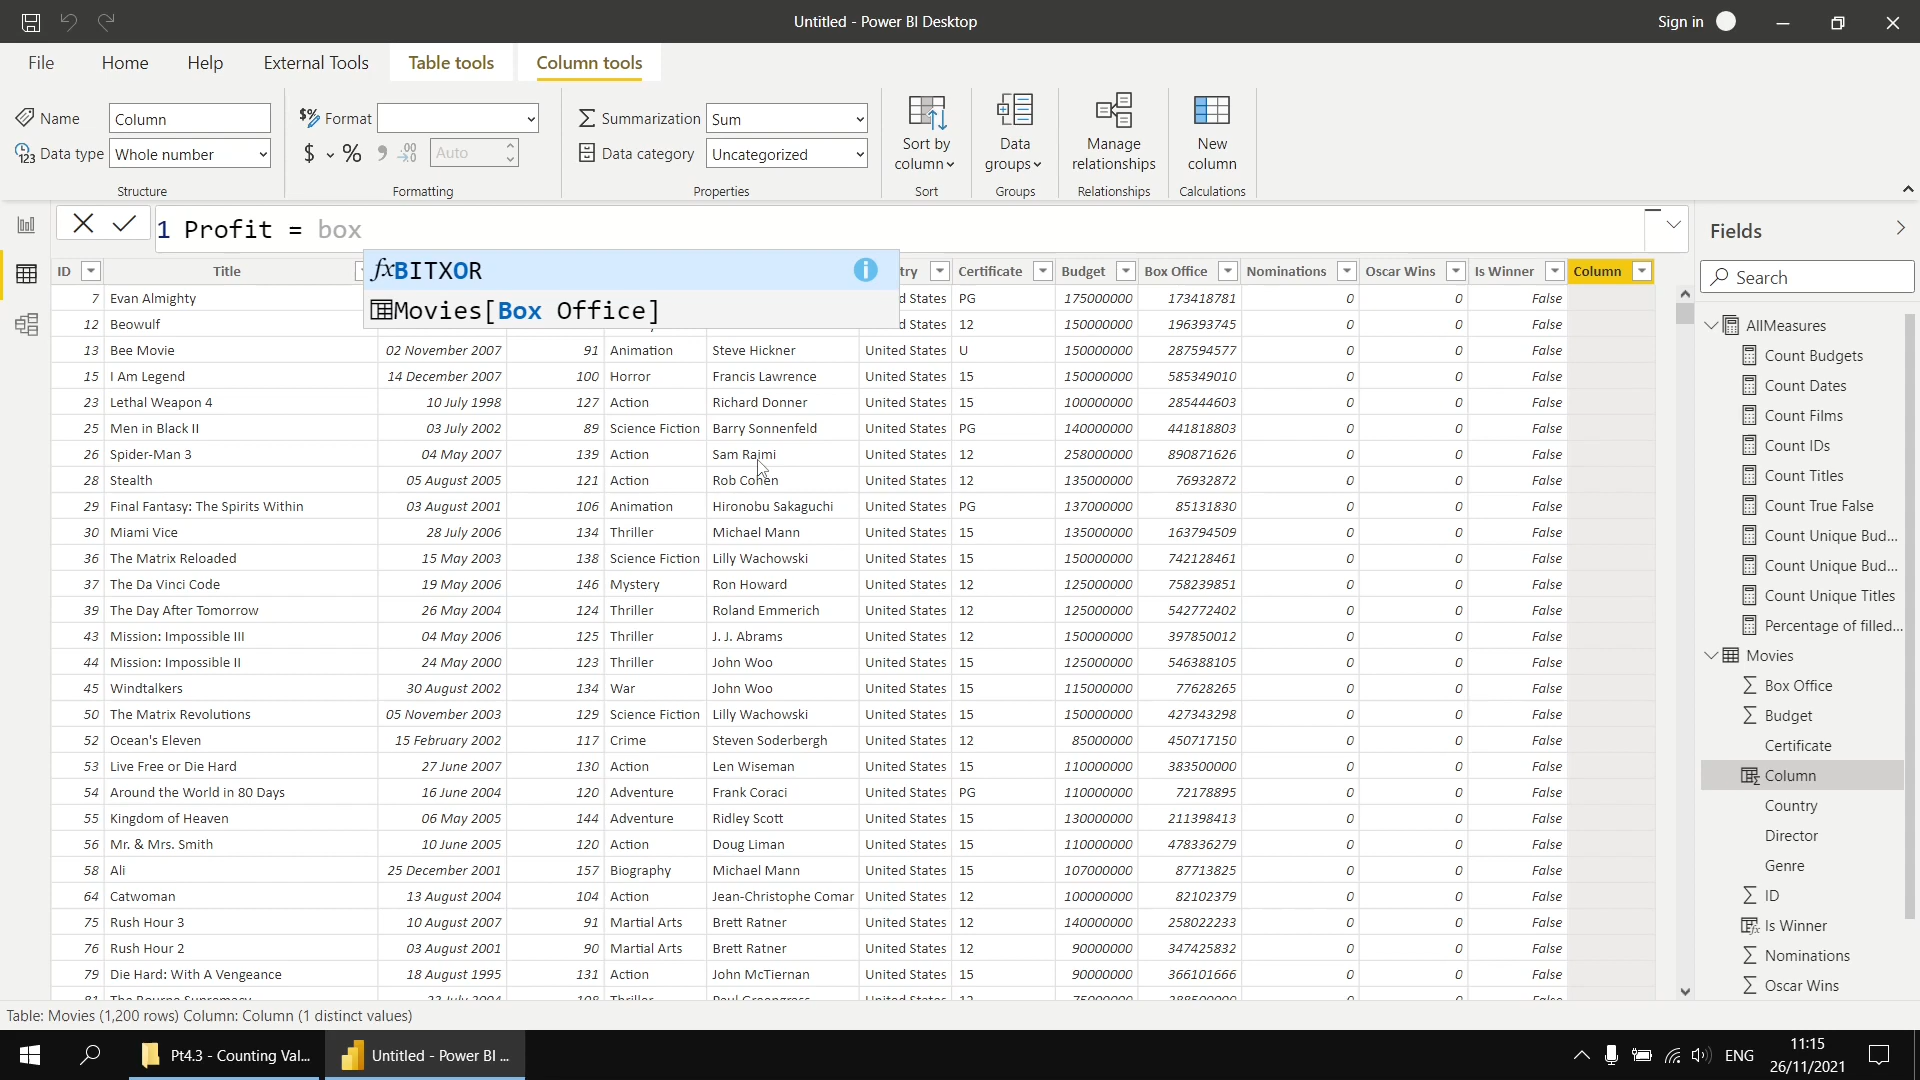 Untitled - Power BI Desktop
Sign in
File Home Help External Tools Table tools Column tools
Name Column
Data type Whole number
Structure
Format
$ % Auto
Formatting
Summarization Sum
Data category Uncategorized
Properties
Sort by column
Sort
Data groups
Groups
Manage relationships
Relationships
New column
Calculations
1 Profit = box
BITXOR
Movies[Box Office]
ID Title try Certificate Budget Box Office Nominations Oscar Wins Is Winner Column
7 Evan Almighty d States PG 175000000 173418781 0 0 False
12 Beowulf d States 12 150000000 196393745 0 0 False
13 Bee Movie 02 November 2007 91 Animation Steve Hickner United States U 150000000 287594577 0 0 False
15 I Am Legend 14 December 2007 100 Horror Francis Lawrence United States 15 150000000 585349010 0 0 False
23 Lethal Weapon 4 10 July 1998 127 Action Richard Donner United States 15 100000000 285444603 0 0 False
25 Men in Black II 03 July 2002 89 Science Fiction Barry Sonnenfeld United States PG 140000000 441818803 0 0 False
26 Spider-Man 3 04 May 2007 139 Action Sam Raimi United States 12 258000000 890871626 0 0 False
28 Stealth 05 August 2005 121 Action Rob Cohen United States 12 135000000 76932872 0 0 False
29 Final Fantasy: The Spirits Within 03 August 2001 106 Animation Hironobu Sakaguchi United States PG 137000000 85131830 0 0 False
30 Miami Vice 28 July 2006 134 Thriller Michael Mann United States 15 135000000 163794509 0 0 False
36 The Matrix Reloaded 15 May 2003 138 Science Fiction Lilly Wachowski United States 15 150000000 742128461 0 0 False
37 The Da Vinci Code 19 May 2006 146 Mystery Ron Howard United States 12 125000000 758239851 0 0 False
39 The Day After Tomorrow 26 May 2004 124 Thriller Roland Emmerich United States 12 125000000 542772402 0 0 False
43 Mission: Impossible III 04 May 2006 125 Thriller J. J. Abrams United States 12 150000000 397850012 0 0 False
44 Mission: Impossible II 24 May 2000 123 Thriller John Woo United States 15 125000000 546388105 0 0 False
45 Windtalkers 30 August 2002 134 War John Woo United States 15 115000000 77628265 0 0 False
50 The Matrix Revolutions 05 November 2003 129 Science Fiction Lilly Wachowski United States 15 150000000 427343298 0 0 False
52 Ocean's Eleven 15 February 2002 117 Crime Steven Soderbergh United States 12 85000000 450717150 0 0 False
53 Live Free or Die Hard 27 June 2007 130 Action Len Wiseman United States 15 110000000 383500000 0 0 False
54 Around the World in 80 Days 16 June 2004 120 Adventure Frank Coraci United States PG 110000000 72178895 0 0 False
55 Kingdom of Heaven 06 May 2005 144 Adventure Ridley Scott United States 15 130000000 211398413 0 0 False
56 Mr. & Mrs. Smith 10 June 2005 120 Action Doug Liman United States 15 110000000 478336279 0 0 False
58 Ali 25 December 2001 157 Biography Michael Mann United States 15 107000000 87713825 0 0 False
64 Catwoman 13 August 2004 104 Action Jean-Christophe Comar United States 12 100000000 82102379 0 0 False
75 Rush Hour 3 10 August 2007 91 Martial Arts Brett Ratner United States 12 140000000 258022233 0 0 False
76 Rush Hour 2 03 August 2001 90 Martial Arts Brett Ratner United States 12 90000000 347425832 0 0 False
79 Die Hard: With A Vengeance 18 August 1995 131 Action John McTiernan United States 15 90000000 366101666 0 0 False
Fields
Search
AllMeasures
Count Budgets
Count Dates
Count Films
Count IDs
Count Titles
Count True False
Count Unique Bud...
Count Unique Bud...
Count Unique Titles
Percentage of filled...
Movies
Box Office
Budget
Certificate
Column
Country
Director
Genre
ID
Is Winner
Nominations
Oscar Wins
Table: Movies (1,200 rows) Column: Column (1 distinct values)
Pt4.3 - Counting Val... Untitled - Power BI ...
ENG
11:15
26/11/2021